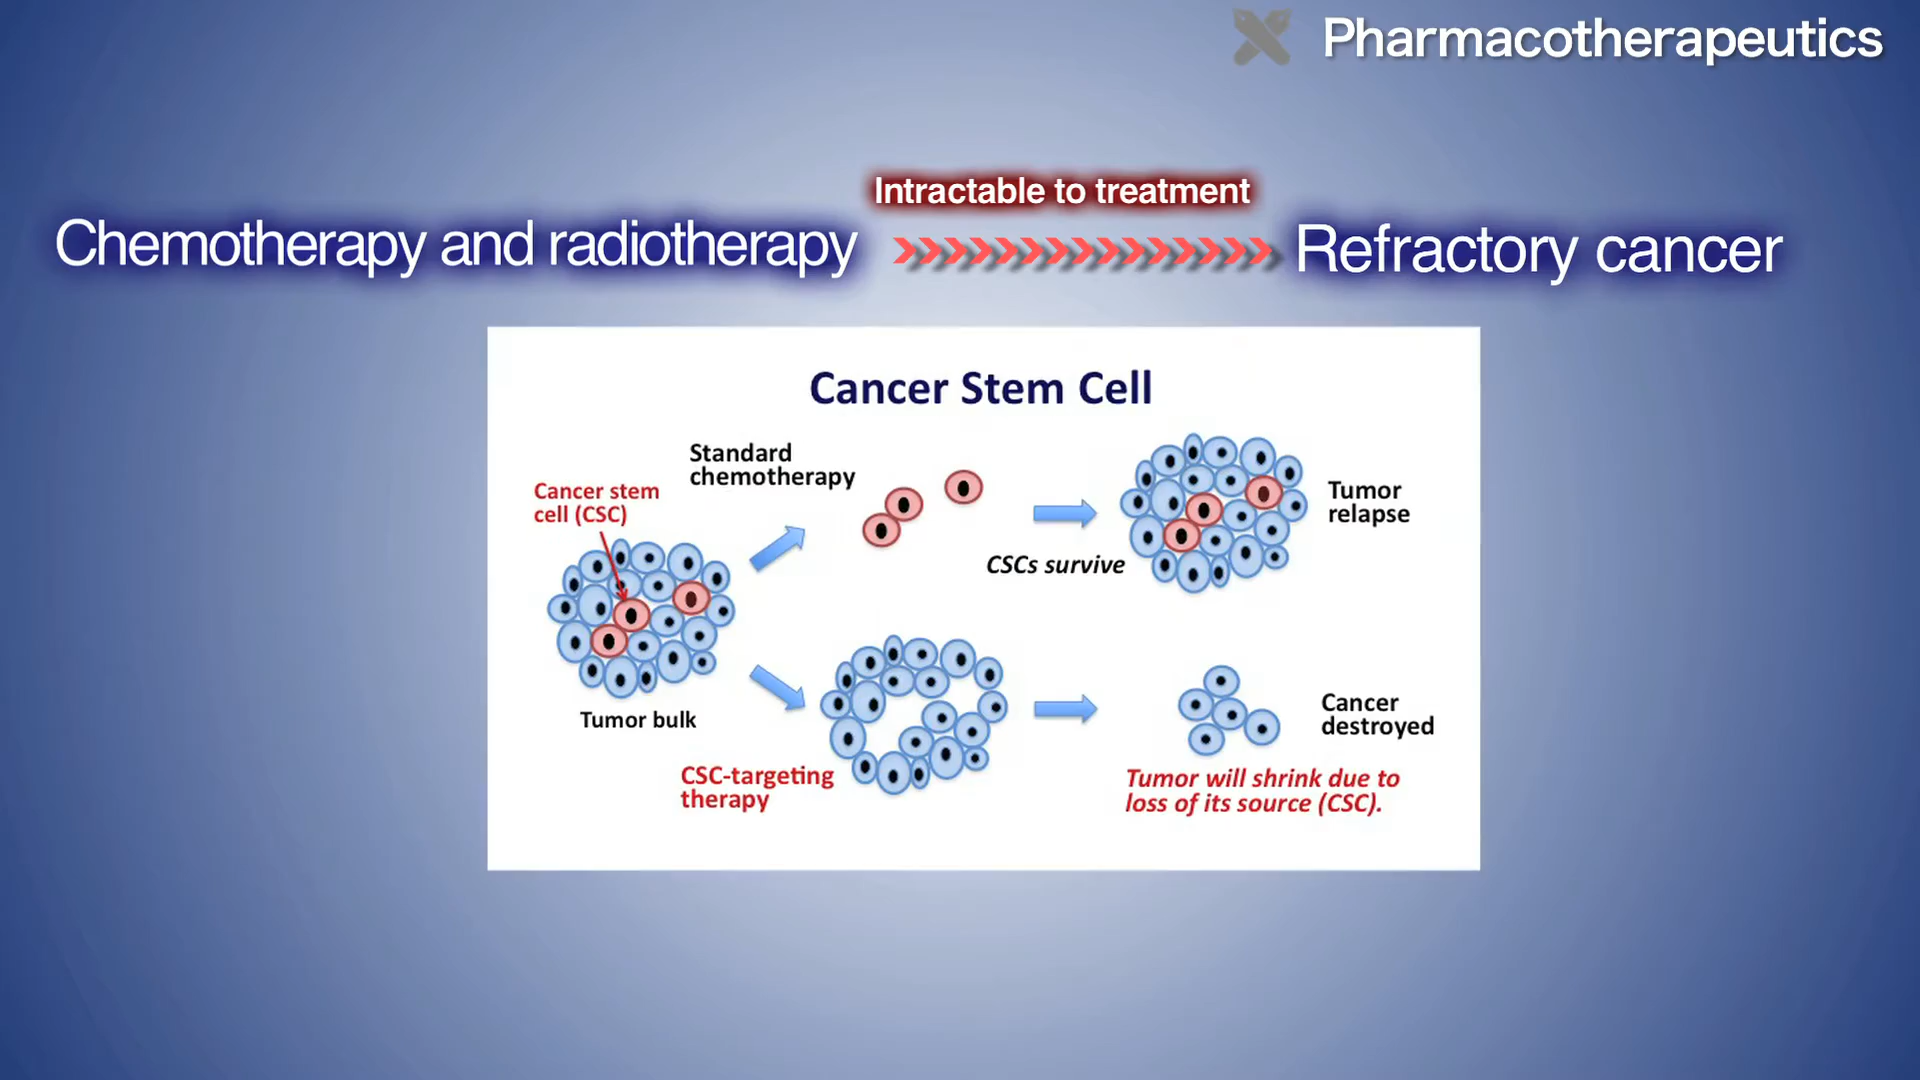 Pharmacotherapeutics
Intractable to treatment
Chemotherapy and radiotherapy
Refractory cancer
Cancer Stem Cell
Standard
chemotherapy
Cancer stem
cell (CSC)
Tumor
relapse
CSCs survive
Tumor bulk
Cancer
destroyed
CSC-targeting
therapy
Tumor will shrink due to
loss of its source (CSC).